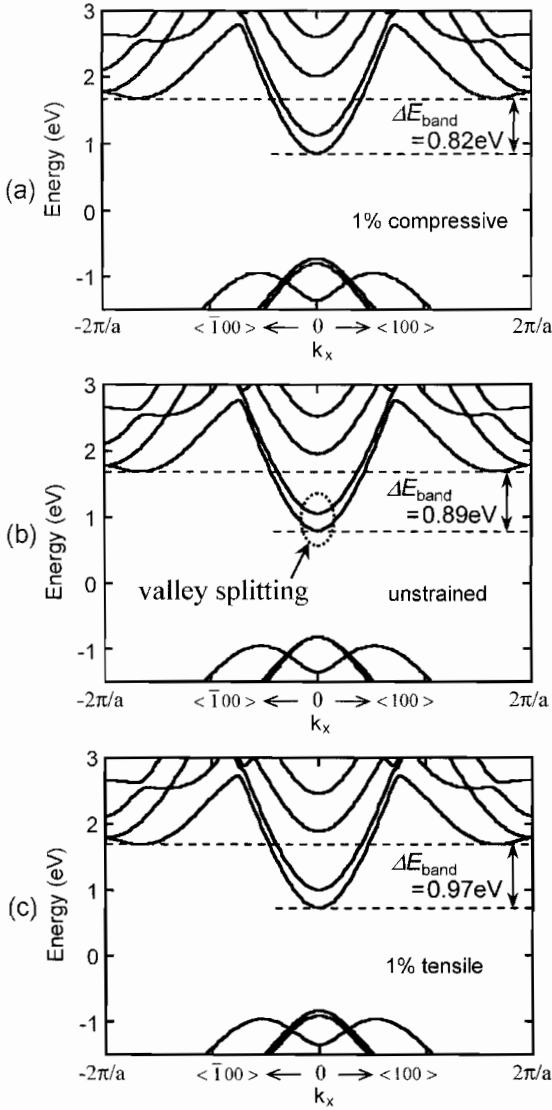 (a)
Energy (eV)
3
2
1
0
-1
ΔE_band
=0.82eV
1% compressive
-2π/a
< 1̅00 > ← 0 → <100 >
2π/a
k_x
(b)
Energy (eV)
3
2
1
0
-1
ΔE_band
=0.89eV
valley splitting
unstrained
-2π/a
< 1̅00 > ← 0 → <100 >
2π/a
k_x
(c)
Energy (eV)
3
2
1
0
-1
ΔE_band
=0.97eV
1% tensile
-2π/a
< 1̅00 > ← 0 → <100 >
2π/a
k_x